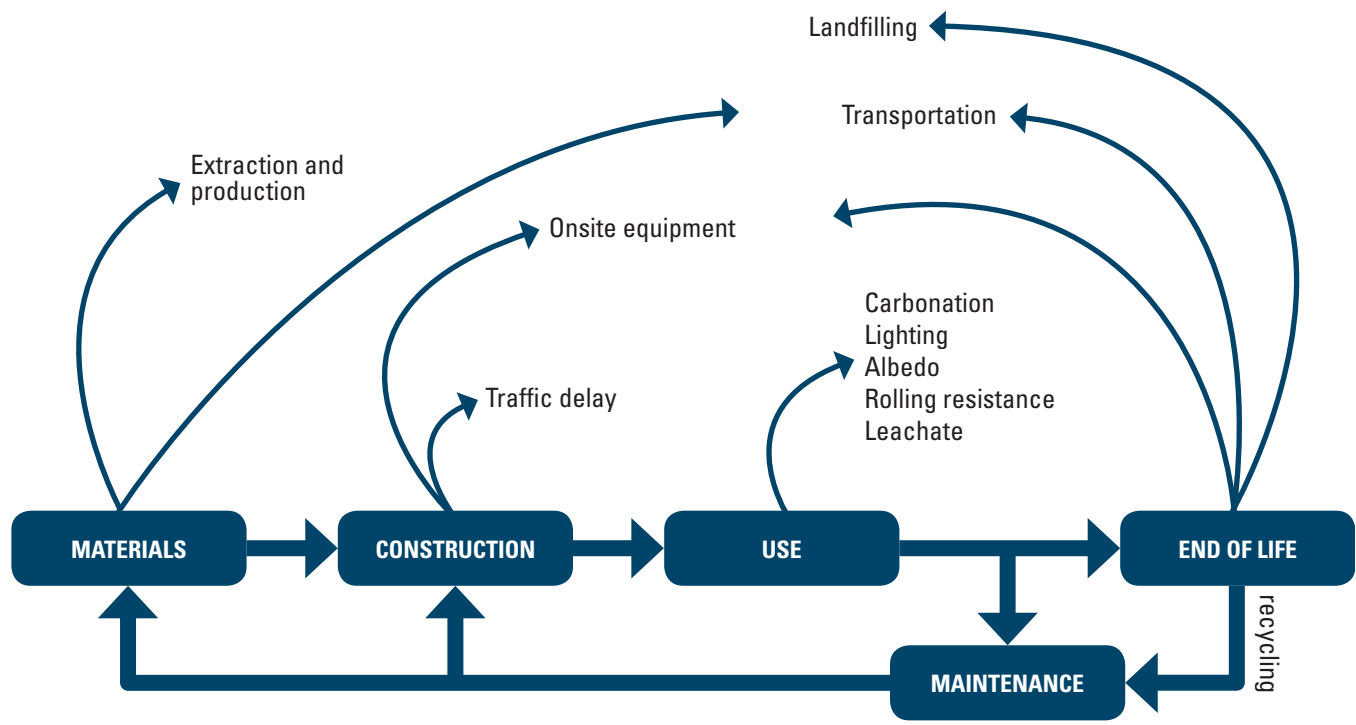 Landfilling
Transportation
Extraction and
production
Onsite equipment
Carbonation
Lighting
Albedo
Rolling resistance
Leachate
Traffic delay
MATERIALS
CONSTRUCTION
USE
END OF LIFE
recycling
MAINTENANCE